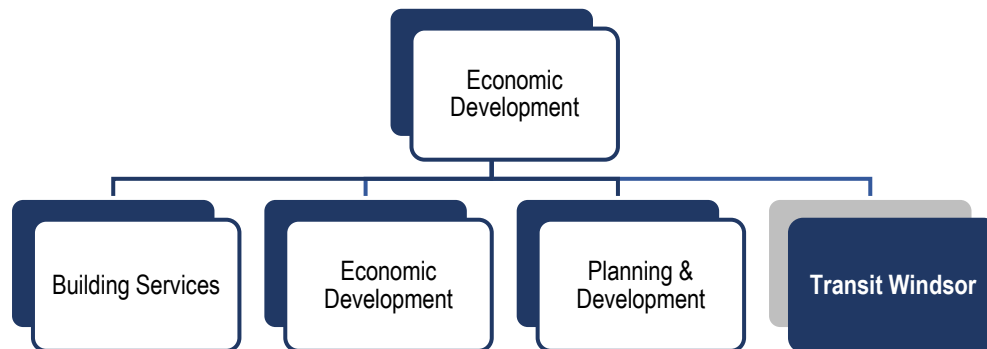 Economic
Development
Building Services
Economic
Development
Planning &
Development
Transit Windsor